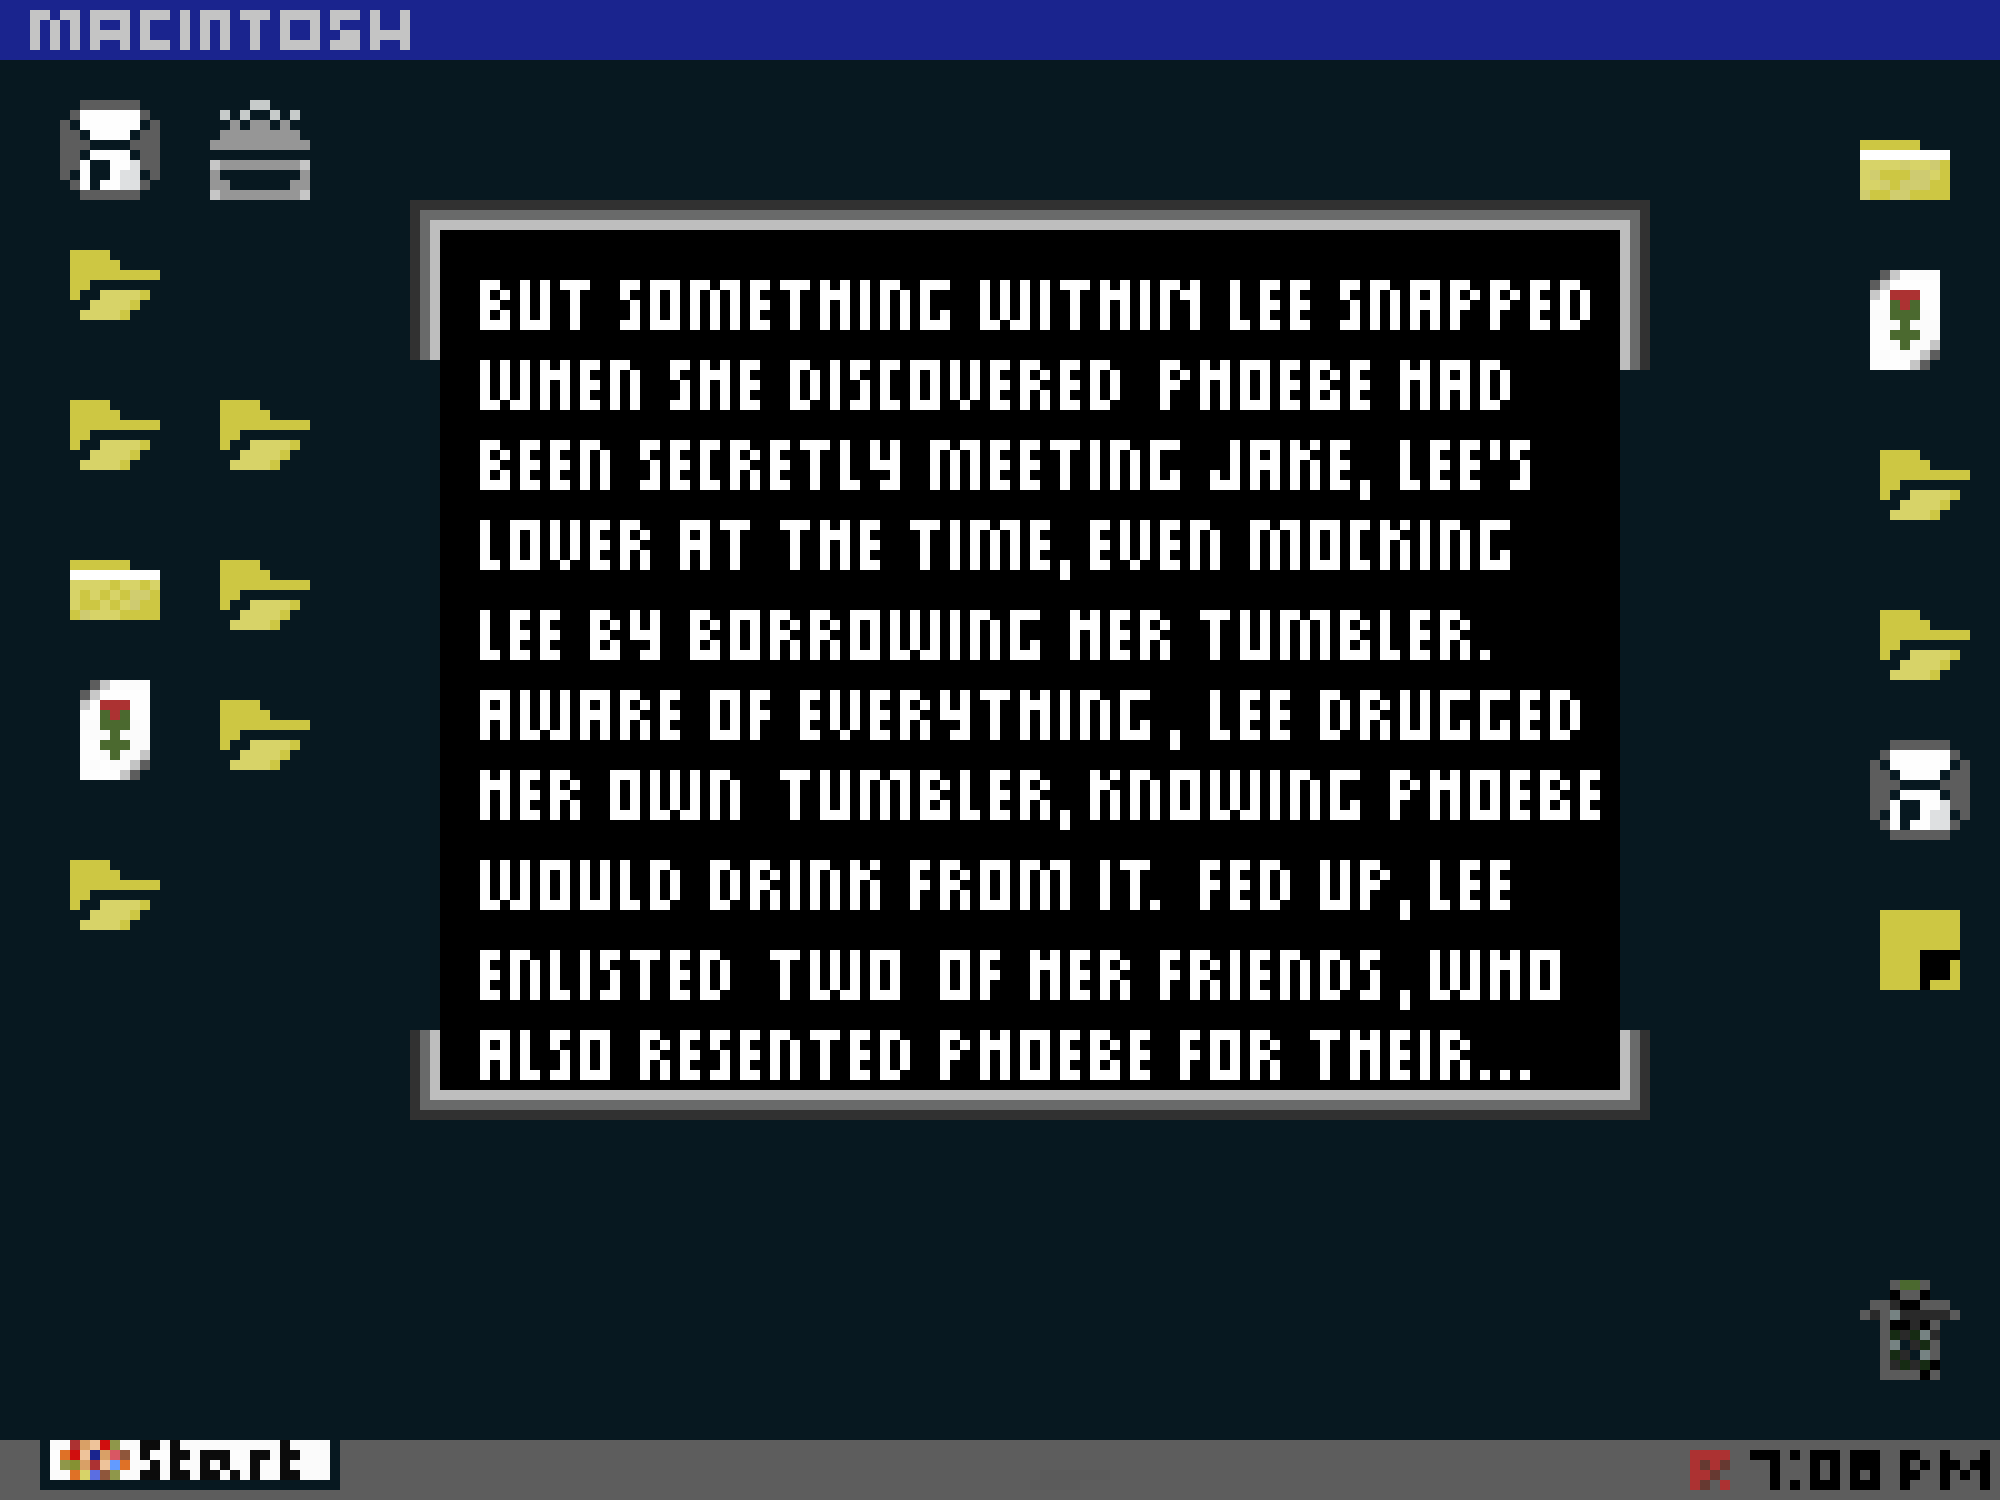 MACINTOSH
BUT SOMETHING WITHIN LEE SNAPPED
WHEN SHE DISCOVERED PHOEBE HAD
BEEN SECRETLY MEETING JAKE, LEE'S
LOVER AT THE TIME, EVEN MOCKING
LEE BY BORROWING HER TUMBLER.
AWARE OF EVERYTHING, LEE DRUGGED
HER OWN TUMBLER, KNOWING PHOEBE
WOULD DRINK FROM IT. FED UP, LEE
ENLISTED TWO OF HER FRIENDS, WHO
ALSO RESENTED PHOEBE FOR THEIR...
start
7:08 PM